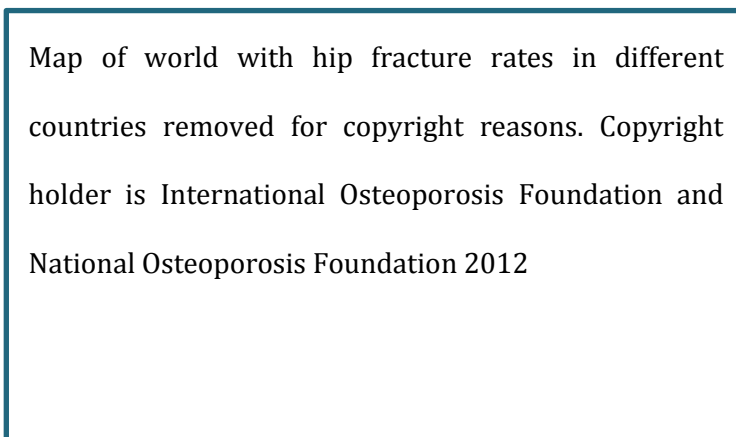 Map of world with hip fracture rates in different
countries removed for copyright reasons. Copyright
holder is International Osteoporosis Foundation and
National Osteoporosis Foundation 2012